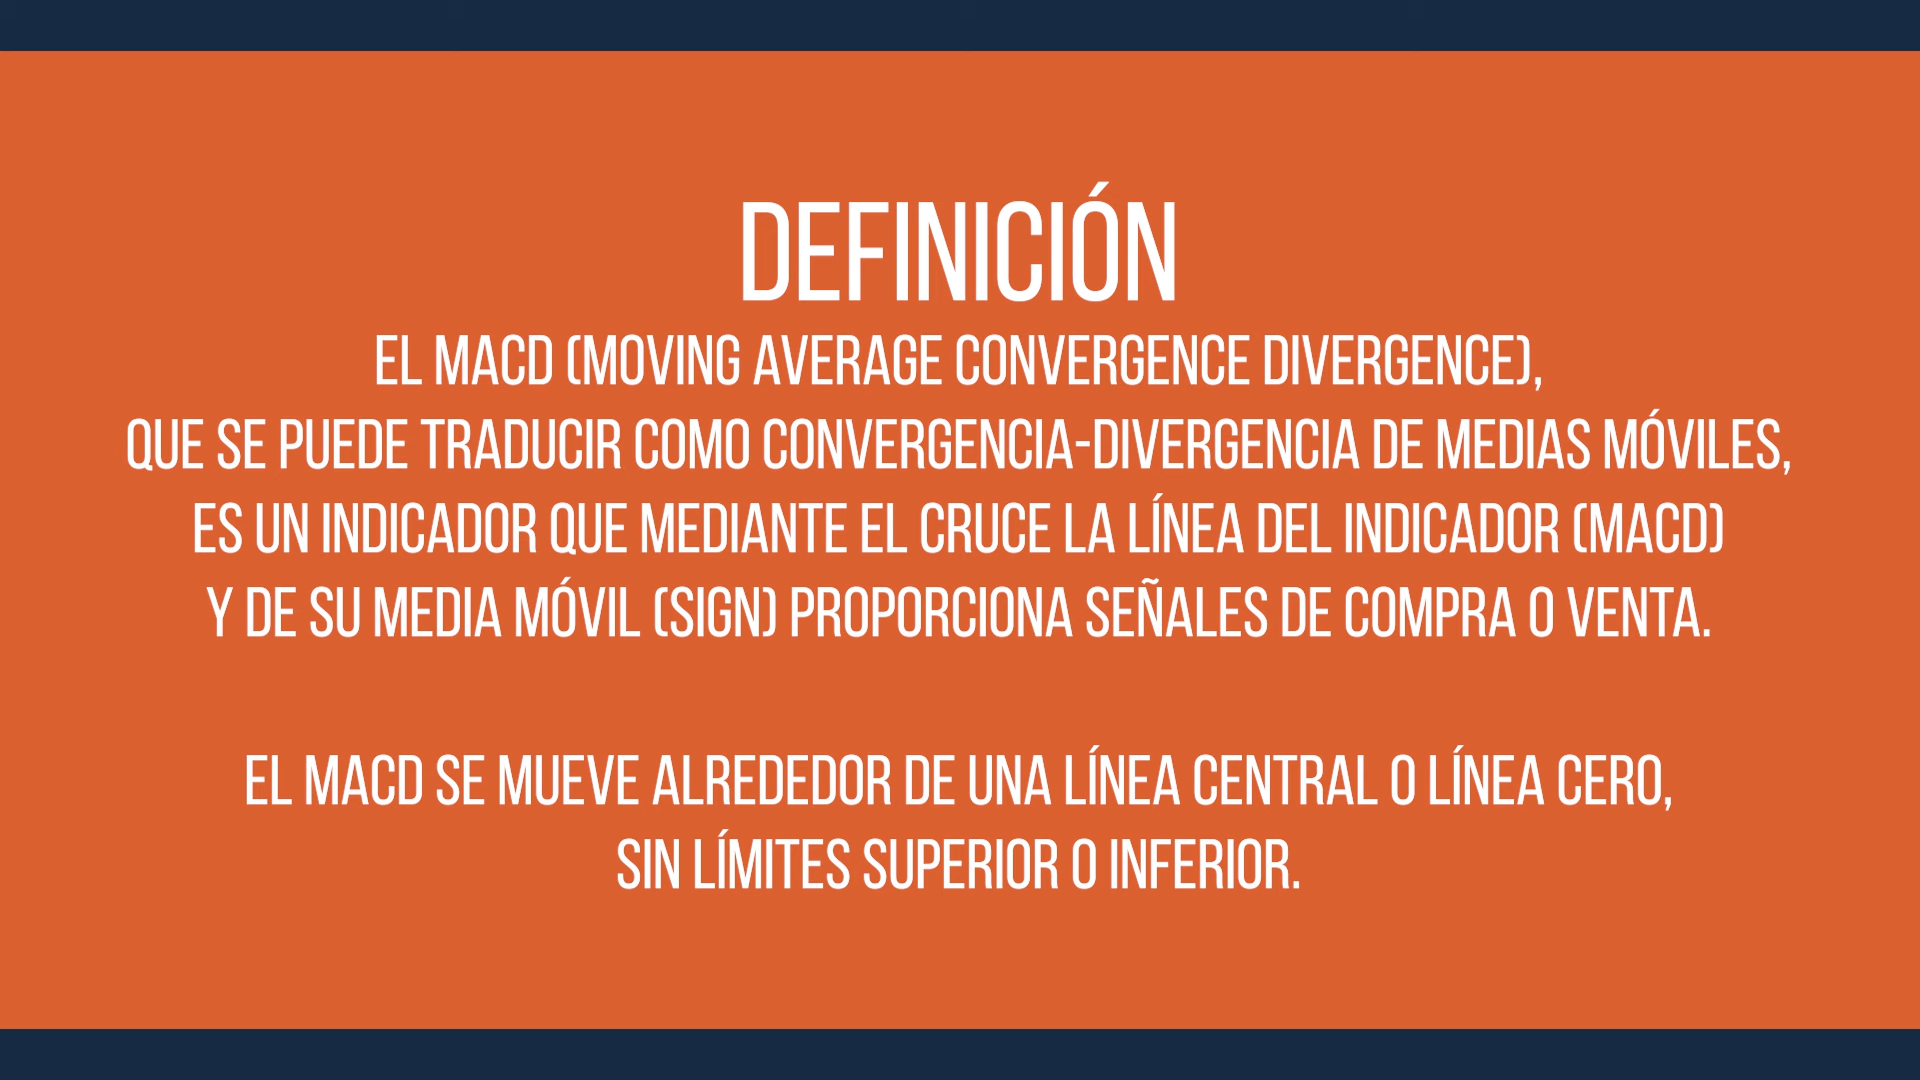 DEFINICIÓN
EL MACD (MOVING AVERAGE CONVERGENCE DIVERGENCE),
QUE SE PUEDE TRADUCIR COMO CONVERGENCIA-DIVERGENCIA DE MEDIAS MÓVILES,
ES UN INDICADOR QUE MEDIANTE EL CRUCE LA LÍNEA DEL INDICADOR (MACD)
Y DE SU MEDIA MÓVIL (SIGN) PROPORCIONA SEÑALES DE COMPRA O VENTA.
EL MACD SE MUEVE ALREDEDOR DE UNA LÍNEA CENTRAL O LÍNEA CERO,
SIN LÍMITES SUPERIOR O INFERIOR.